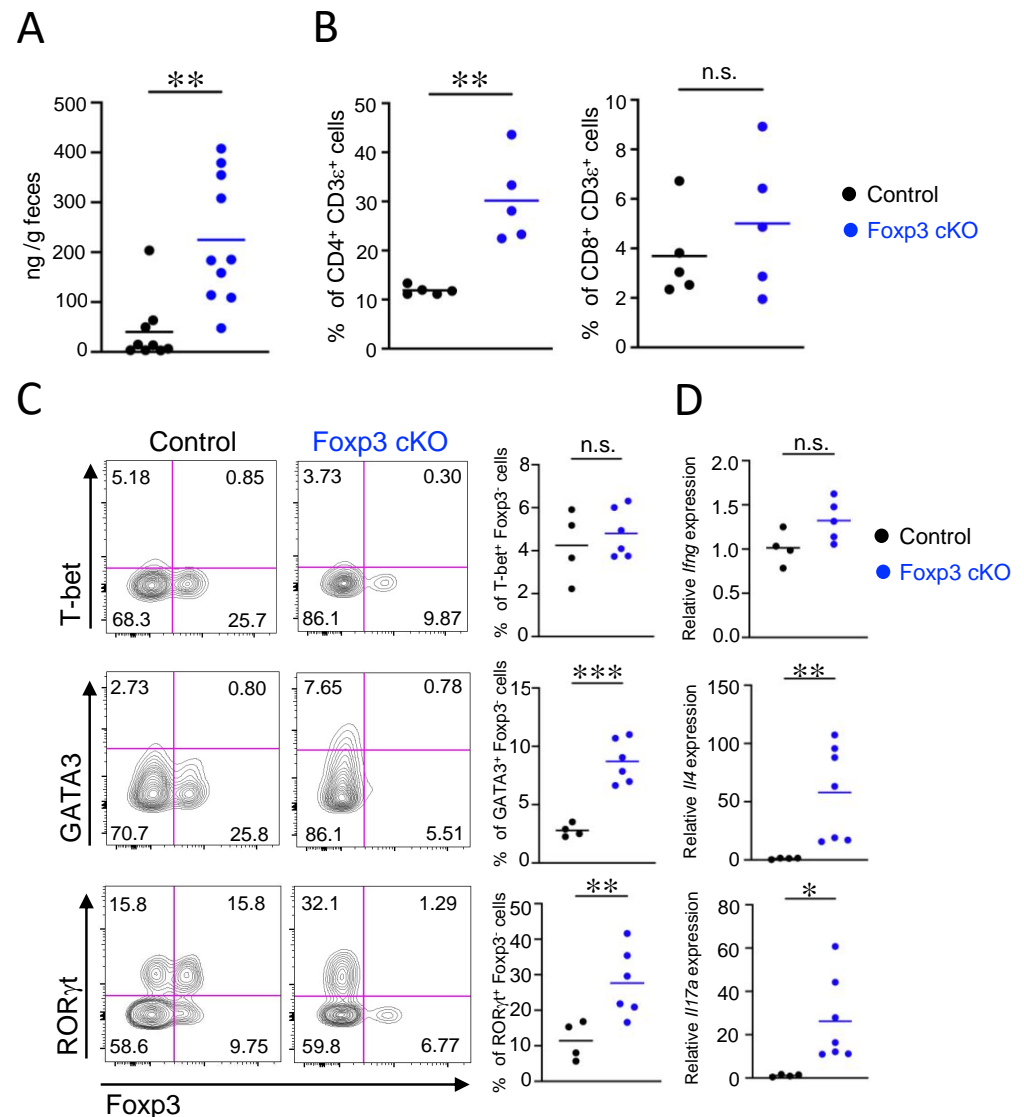 A
B
**
500
400
300
200
100
0
ng /g feces
**
50
40
30
20
10
0
% of CD4⁺ CD3ε⁺ cells
n.s.
10
8
6
4
2
0
% of CD8⁺ CD3ε⁺ cells
Control
Foxp3 cKO
C
D
Control
Foxp3 cKO
T-bet
5.18 0.85
68.3 25.7
3.73 0.30
86.1 9.87
n.s.
8
6
4
2
0
% of T-bet⁺ Foxp3⁻ cells
n.s.
2.0
1.5
1.0
0.5
0.0
Relative Ifng expression
Control
Foxp3 cKO
GATA3
2.73 0.80
70.7 25.8
7.65 0.78
86.1 5.51
***
15
10
5
0
% of GATA3⁺ Foxp3⁻ cells
**
150
100
50
0
Relative Il4 expression
RORγt
15.8 15.8
58.6 9.75
32.1 1.29
59.8 6.77
**
50
40
30
20
10
0
% of RORγt⁺ Foxp3⁻ cells
*
80
60
40
20
0
Relative Il17a expression
Foxp3